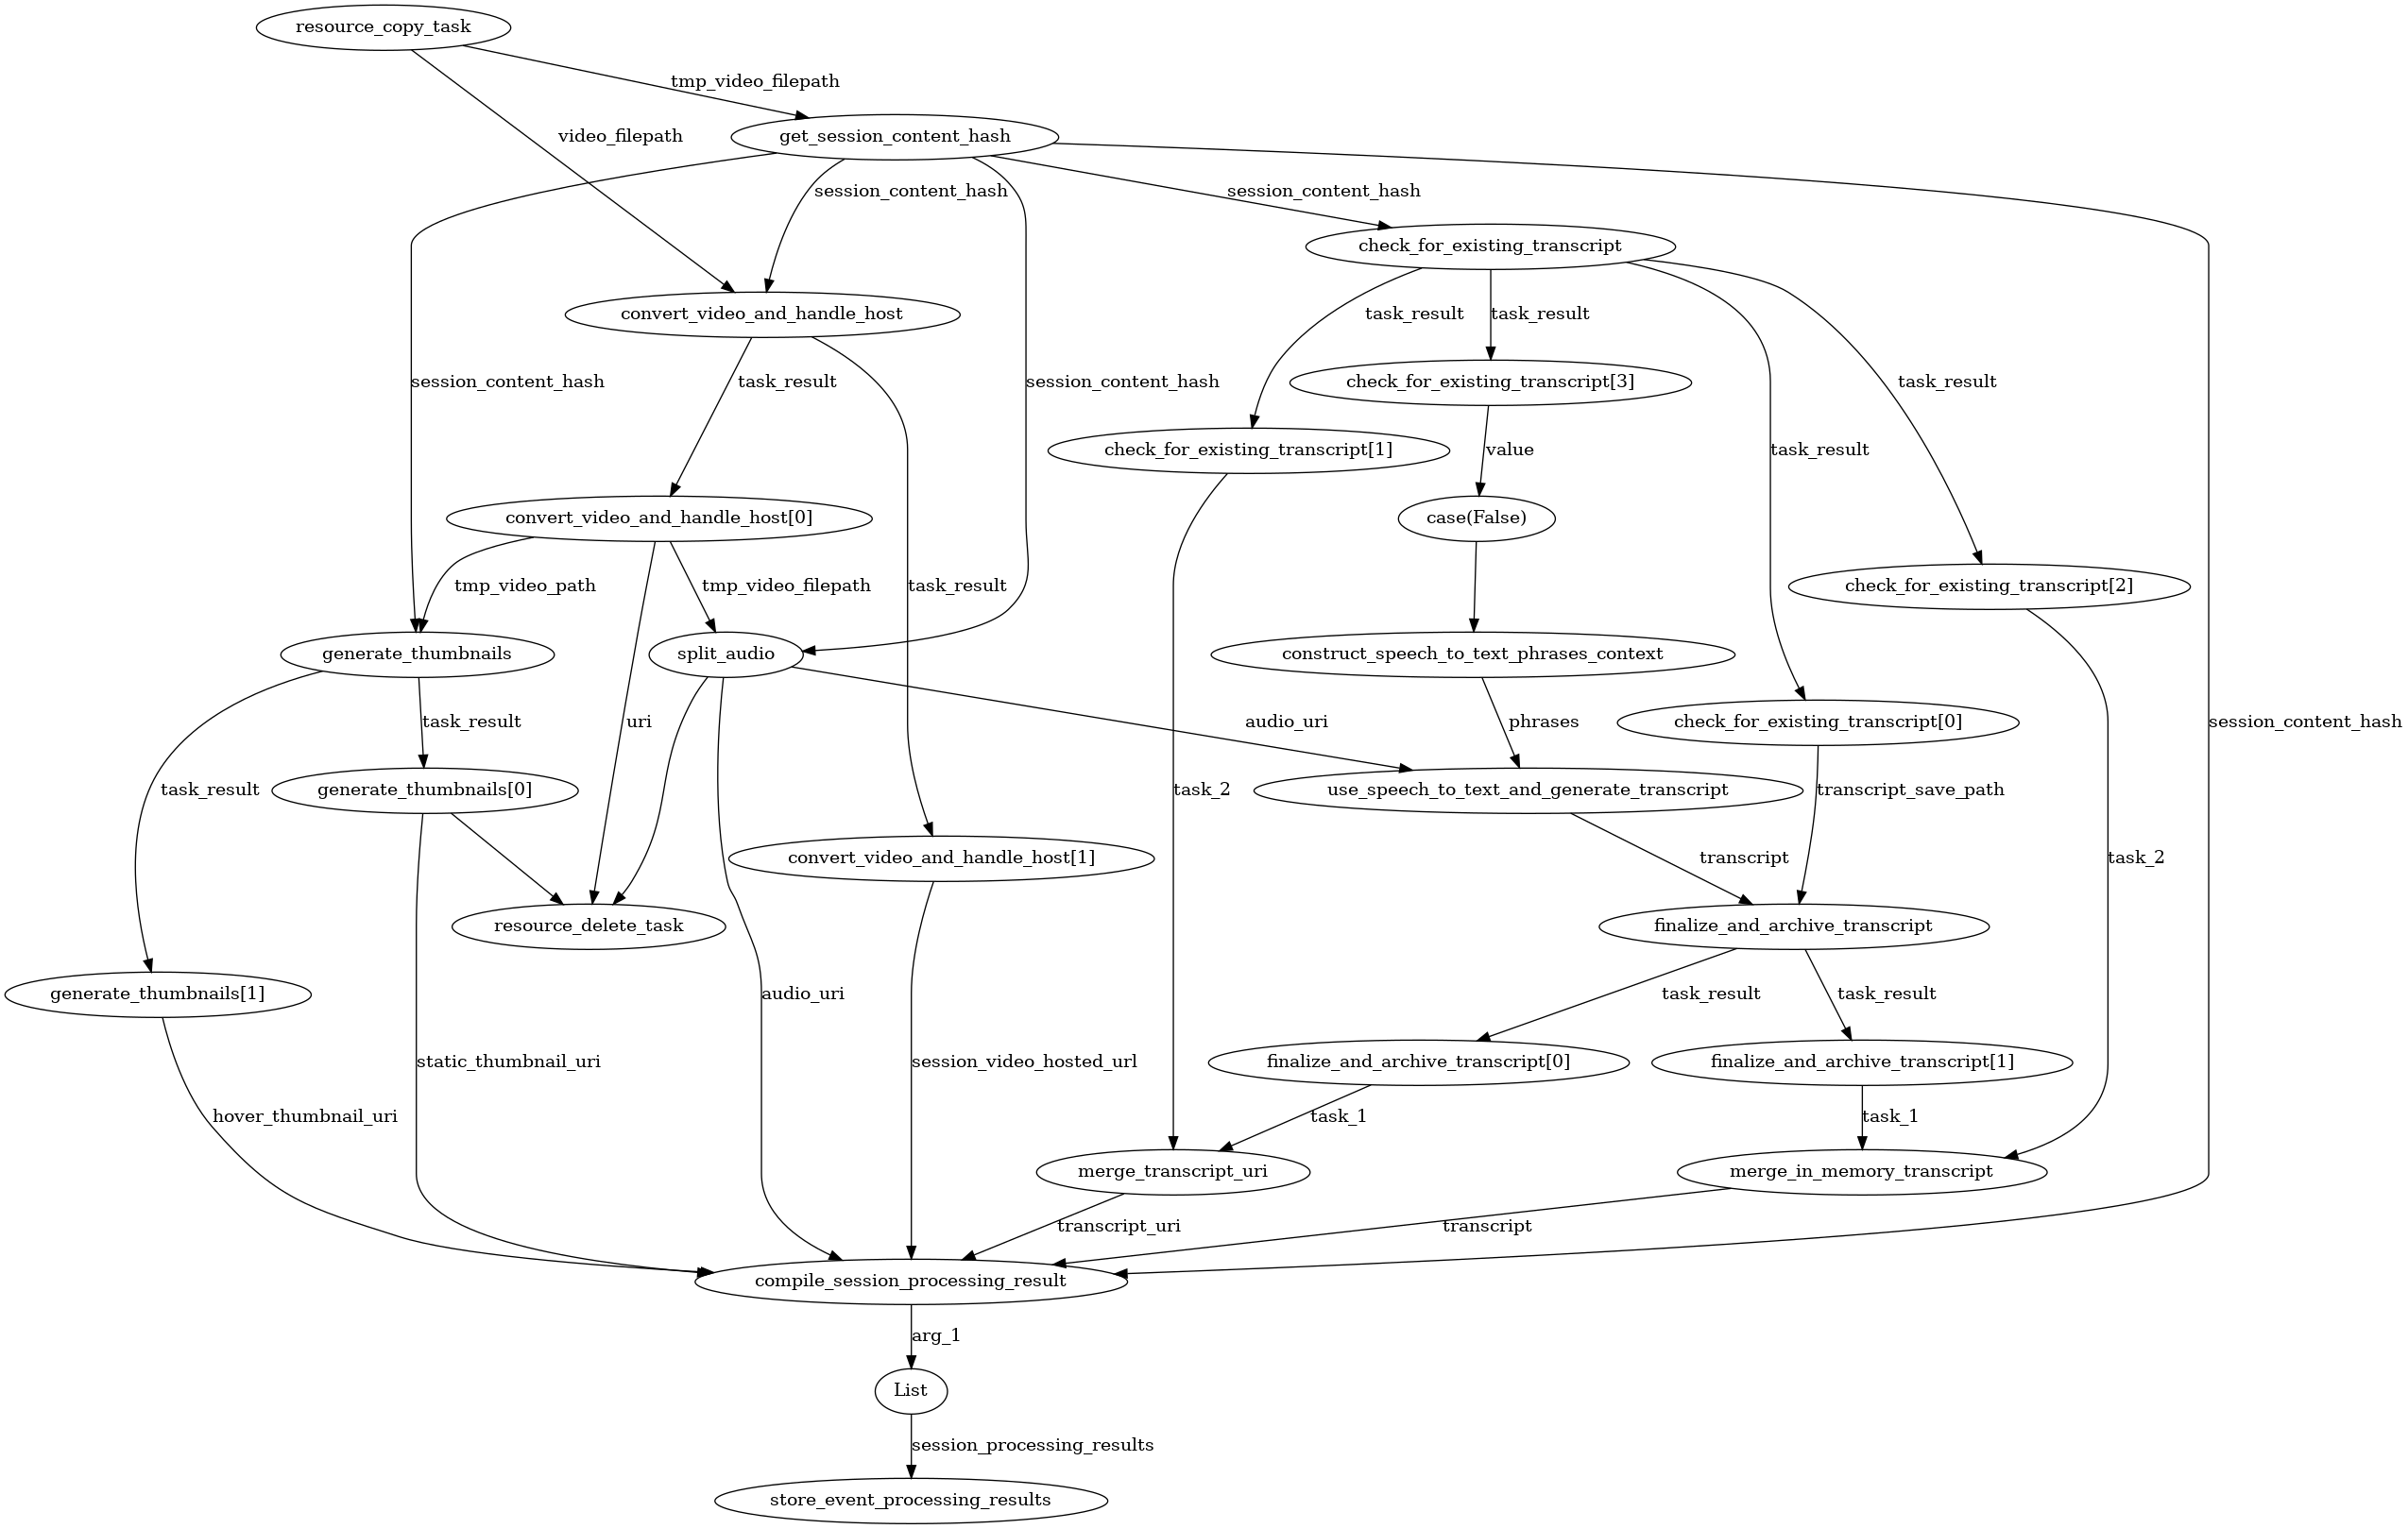 resource_copy_task
tmp_video_filepath
video_filepath
get_session_content_hash
session_content_hash
session_content_hash
check_for_existing_transcript
convert_video_and_handle_host
task_result
task_result
session_content_hash
task_result
session_content_hash
check_for_existing_transcript[3]
task_result
check_for_existing_transcript[1]
value
task_result
convert_video_and_handle_host[0]
case(False)
tmp_video_path
tmp_video_filepath
task_result
check_for_existing_transcript[2]
generate_thumbnails
split_audio
construct_speech_to_text_phrases_context
task_result
uri
audio_uri
phrases
check_for_existing_transcript[0]
session_content_hash
task_result
generate_thumbnails[0]
task_2
use_speech_to_text_and_generate_transcript
transcript_save_path
convert_video_and_handle_host[1]
transcript
task_2
resource_delete_task
finalize_and_archive_transcript
generate_thumbnails[1]
audio_uri
task_result
task_result
static_thumbnail_uri
session_video_hosted_url
finalize_and_archive_transcript[0]
finalize_and_archive_transcript[1]
hover_thumbnail_uri
task_1
task_1
merge_transcript_uri
merge_in_memory_transcript
transcript_uri
transcript
compile_session_processing_result
arg_1
List
session_processing_results
store_event_processing_results